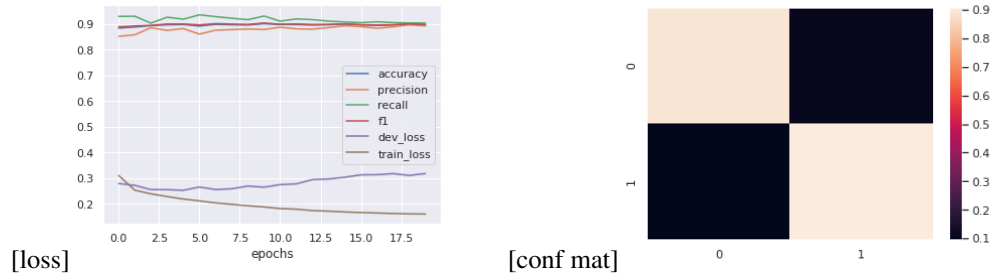 0.9
0.8
0.7
0.6
0.5
0.4
0.3
0.2
accuracy
precision
recall
f1
dev_loss
train_loss
0.0 2.5 5.0 7.5 10.0 12.5 15.0 17.5
epochs
[loss]
0
1
0 1
0.9
0.8
0.7
0.6
0.5
0.4
0.3
0.2
0.1
[conf mat]